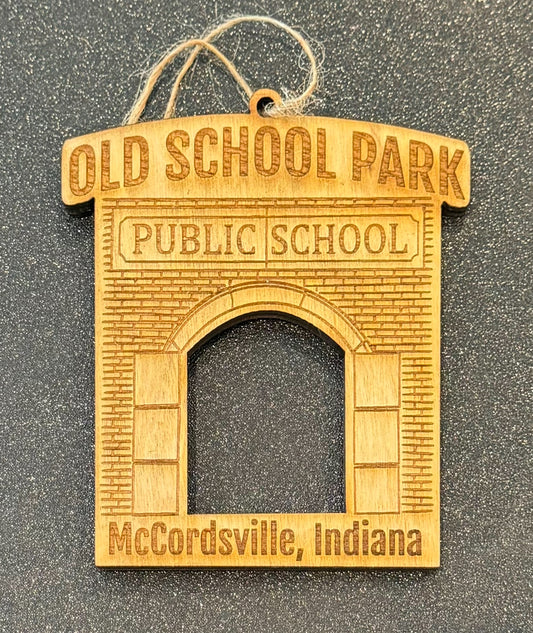 OLD SCHOOL PARK
PUBLIC SCHOOL
McCordsville, Indiana